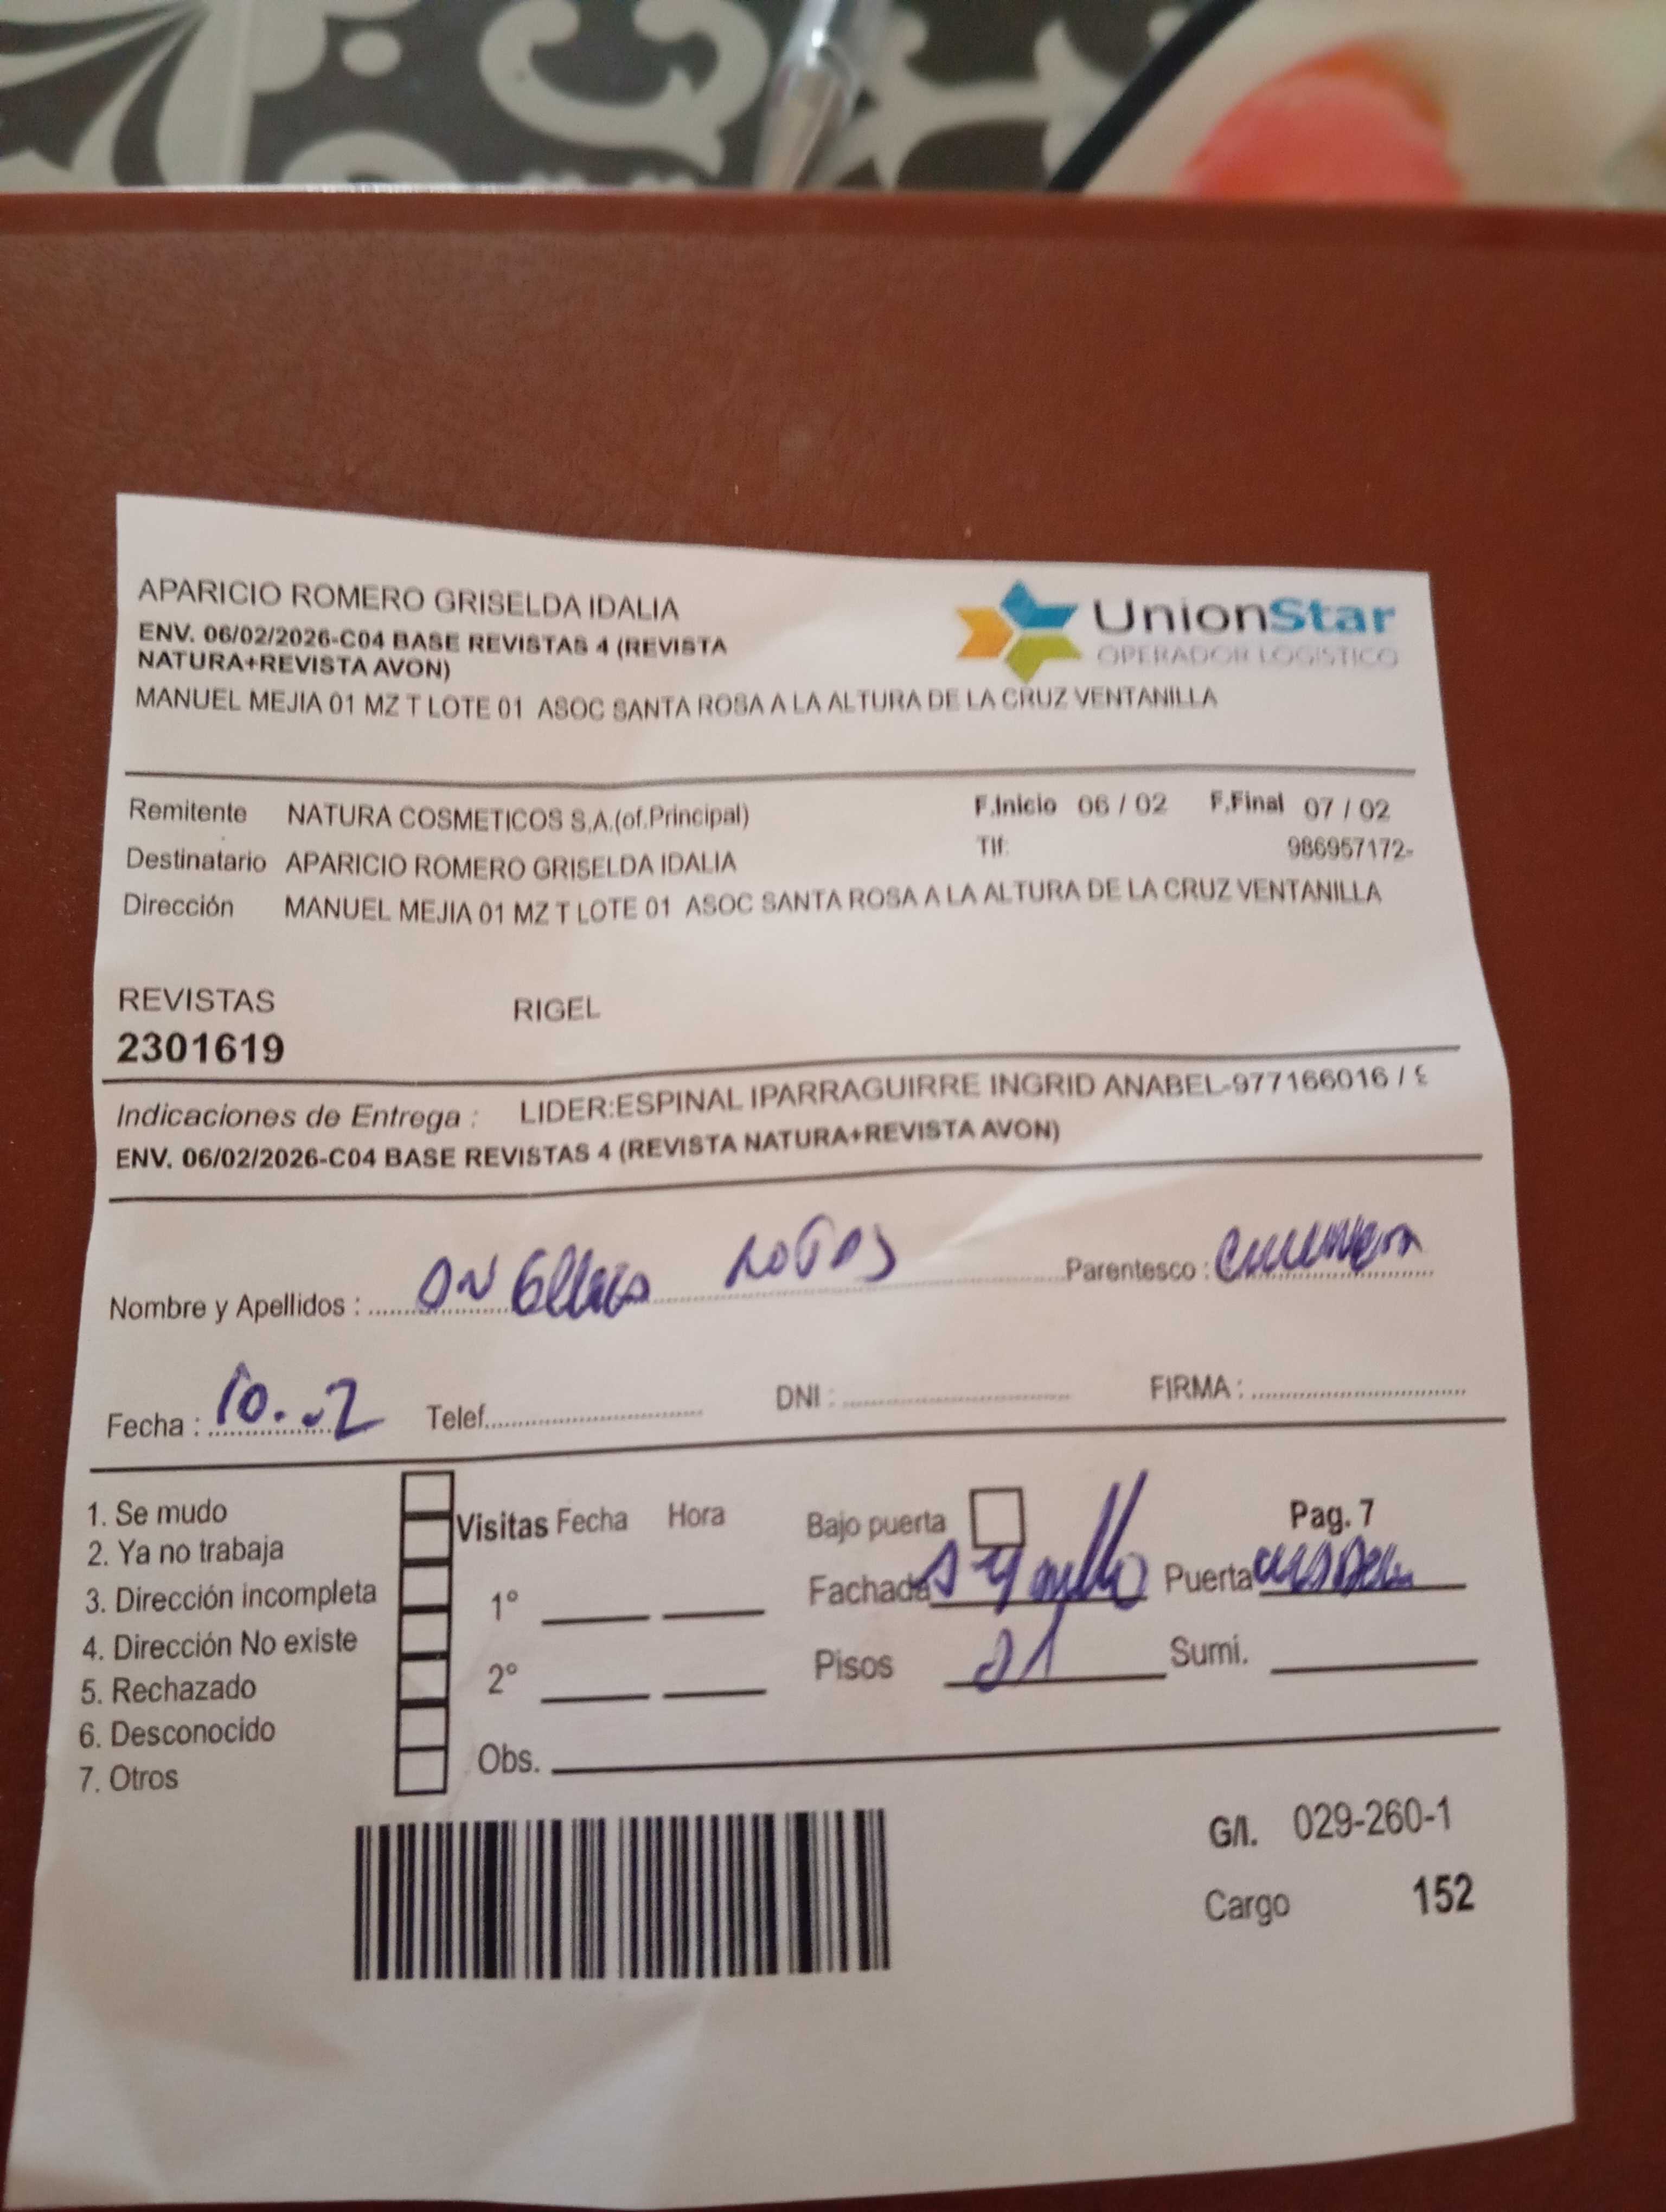 APARICIO ROMERO GRISELDA IDALIA
ENV. 06/02/2026-C04 BASE REVISTAS 4 (REVISTA
NATURA+REVISTA AVON)
MANUEL MEJIA 01 MZ T LOTE 01 ASOC SANTA ROSA A LA ALTURA DE LA CRUZ VENTANILLA
UnionStar
OPERADOR LOGISTICO
Remitente NATURA COSMETICOS S.A.(of.Principal) F.Inicio 06 / 02 F.Final 07 / 02
Destinatario APARICIO ROMERO GRISELDA IDALIA Tlf: 986957172-
Dirección MANUEL MEJIA 01 MZ T LOTE 01 ASOC SANTA ROSA A LA ALTURA DE LA CRUZ VENTANILLA
REVISTAS RIGEL
2301619
Indicaciones de Entrega : LIDER:ESPINAL IPARRAGUIRRE INGRID ANABEL-977166016 /
ENV. 06/02/2026-C04 BASE REVISTAS 4 (REVISTA NATURA+REVISTA AVON)
Nombre y Apellidos : Parentesco :
Fecha : 10. Telef. DNI : FIRMA :
1. Se mudo
2. Ya no trabaja
3. Dirección incompleta
4. Dirección No existe
5. Rechazado
6. Desconocido
7. Otros
Visitas Fecha Hora
1°
2°
Obs.
Bajo puerta Pag. 7
Fachada Puerta
Pisos 01 Sumi.
G/I. 029-260-1
Cargo 152